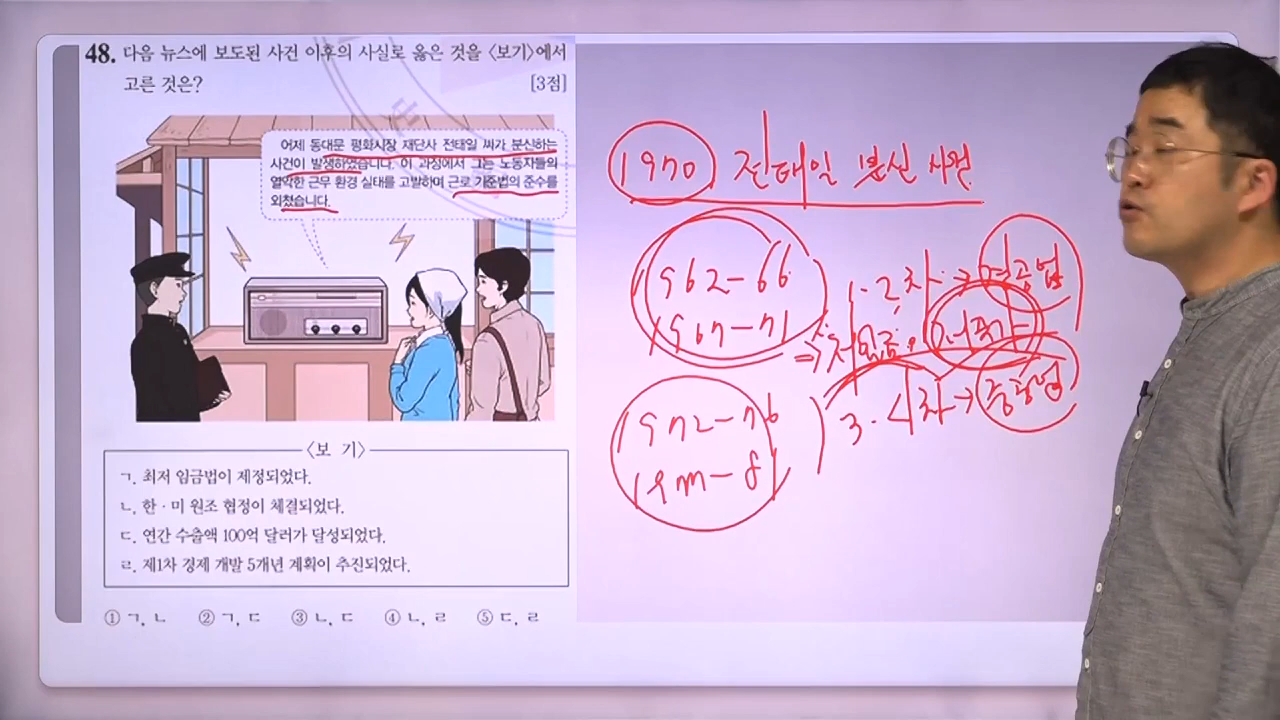 48. 다음 뉴스에 보도된 사건 이후의 사실로 옳은 것을 <보기>에서
고른 것은? [3점]
어제 동대문 평화시장 재단사 전태일 씨가 분신하는
사건이 발생하였습니다. 이 과정에서 그는 노동자들의
열악한 근무 환경 실태를 고발하며 근로 기준법의 준수를
외쳤습니다.
<보 기>
ㄱ. 최저 임금법이 제정되었다.
ㄴ. 한·미 원조 협정이 체결되었다.
ㄷ. 연간 수출액 100억 달러가 달성되었다.
ㄹ. 제1차 경제 개발 5개년 계획이 추진되었다.
① ㄱ, ㄴ ② ㄱ, ㄷ ③ ㄴ, ㄷ ④ ㄴ, ㄹ ⑤ ㄷ, ㄹ
1970 전태일 분신 사건
1962-66
1967-71
1·2차→경공업
1972-76
3·4차→중공업